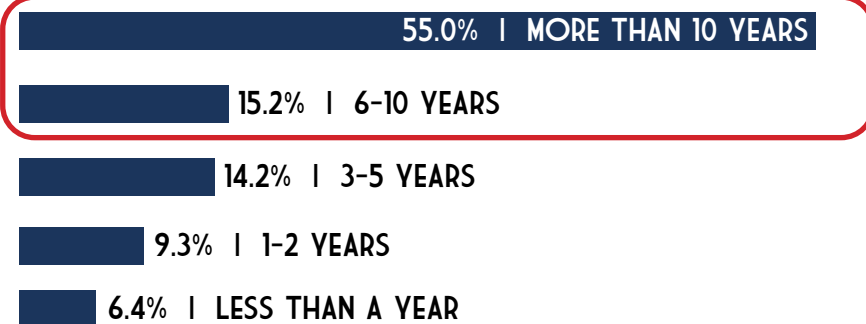 55.0% | MORE THAN 10 YEARS
15.2% | 6-10 YEARS
14.2% | 3-5 YEARS
9.3% | 1-2 YEARS
6.4% | LESS THAN A YEAR